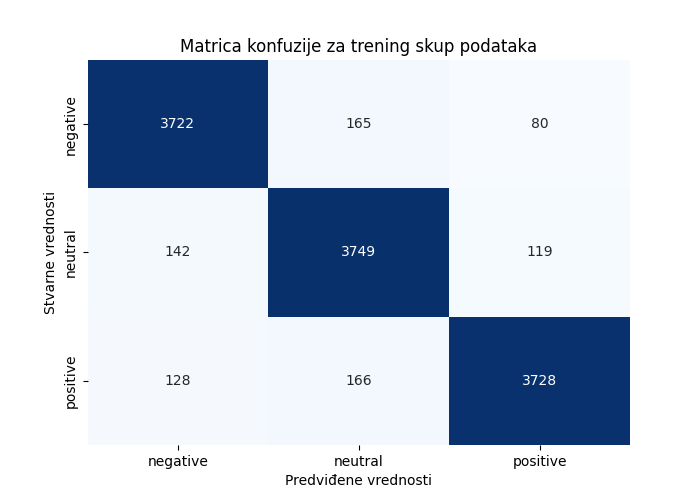 Matrica konfuzije za trening skup podataka
Stvarne vrednosti
negative
3722 165 80
neutral
142 3749 119
positive
128 166 3728
negative neutral positive
Predviđene vrednosti